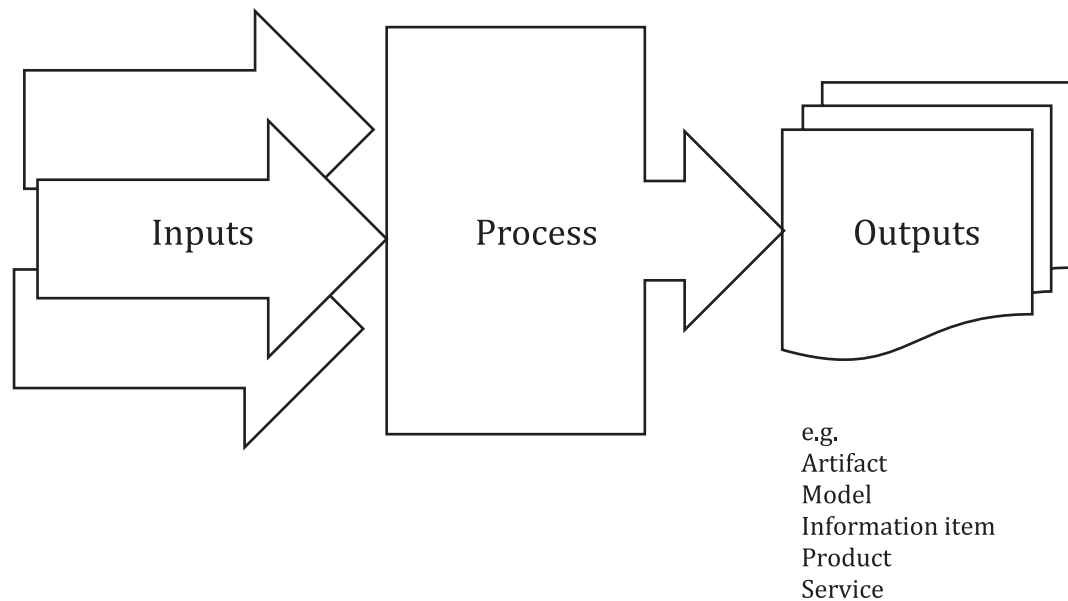 Inputs
Process
Outputs
e.g.
Artifact
Model
Information item
Product
Service